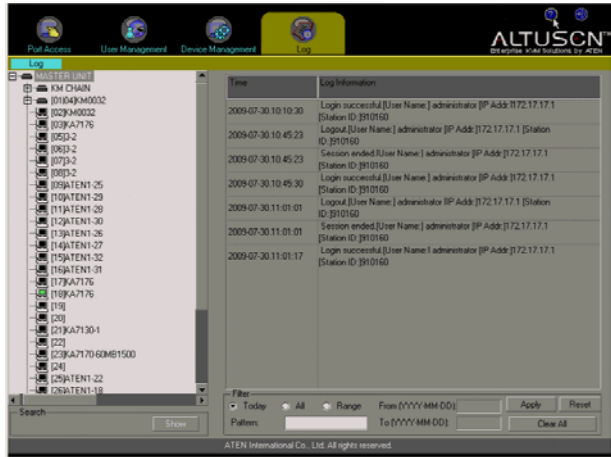 Port Access User Management Device Management Log
ALTUSEN™
Enterprise KVM Solutions by ATEN
Log
MASTER UNIT
KM CHAIN
[01|04]KM0032
[02]KM0032
[03]KA7176
[05]3-2
[06]3-2
[07]3-2
[08]3-2
[09]ATEN1-25
[10]ATEN1-29
[11]ATEN1-28
[12]ATEN1-30
[13]ATEN1-26
[14]ATEN1-27
[15]ATEN1-32
[16]ATEN1-31
[17]KA7176
[18]KA7176
[19]
[20]
[21]KA7130-1
[22]
[23]KA7170-60MB1500
[24]
[25]ATEN1-22
[26]ATEN1-18
Search
Show
Time Log Information
2009-07-30.10:10:30 Login successful.[User Name:] administrator [IP Addr:]172.17.17.1
[Station ID:]910160
2009-07-30.10:45:23 Logout.[User Name:] administrator [IP Addr:]172.17.17.1 [Station
ID:]910160
2009-07-30.10:45:23 Session ended.[User Name:] administrator [IP Addr:]172.17.17.1
[Station ID:]910160
2009-07-30.10:45:30 Login successful.[User Name:] administrator [IP Addr:]172.17.17.1
[Station ID:]910160
2009-07-30.11:01:01 Logout.[User Name:] administrator [IP Addr:]172.17.17.1 [Station
ID:]910160
2009-07-30.11:01:01 Session ended.[User Name:] administrator [IP Addr:]172.17.17.1
[Station ID:]910160
2009-07-30.11:01:17 Login successful.[User Name:] administrator [IP Addr:]172.17.17.1
[Station ID:]910160
Filter
Today All Range From (YYYY-MM-DD): Apply Reset
Pattern: To (YYYY-MM-DD): Clear All
ATEN International Co., Ltd. All rights reserved.